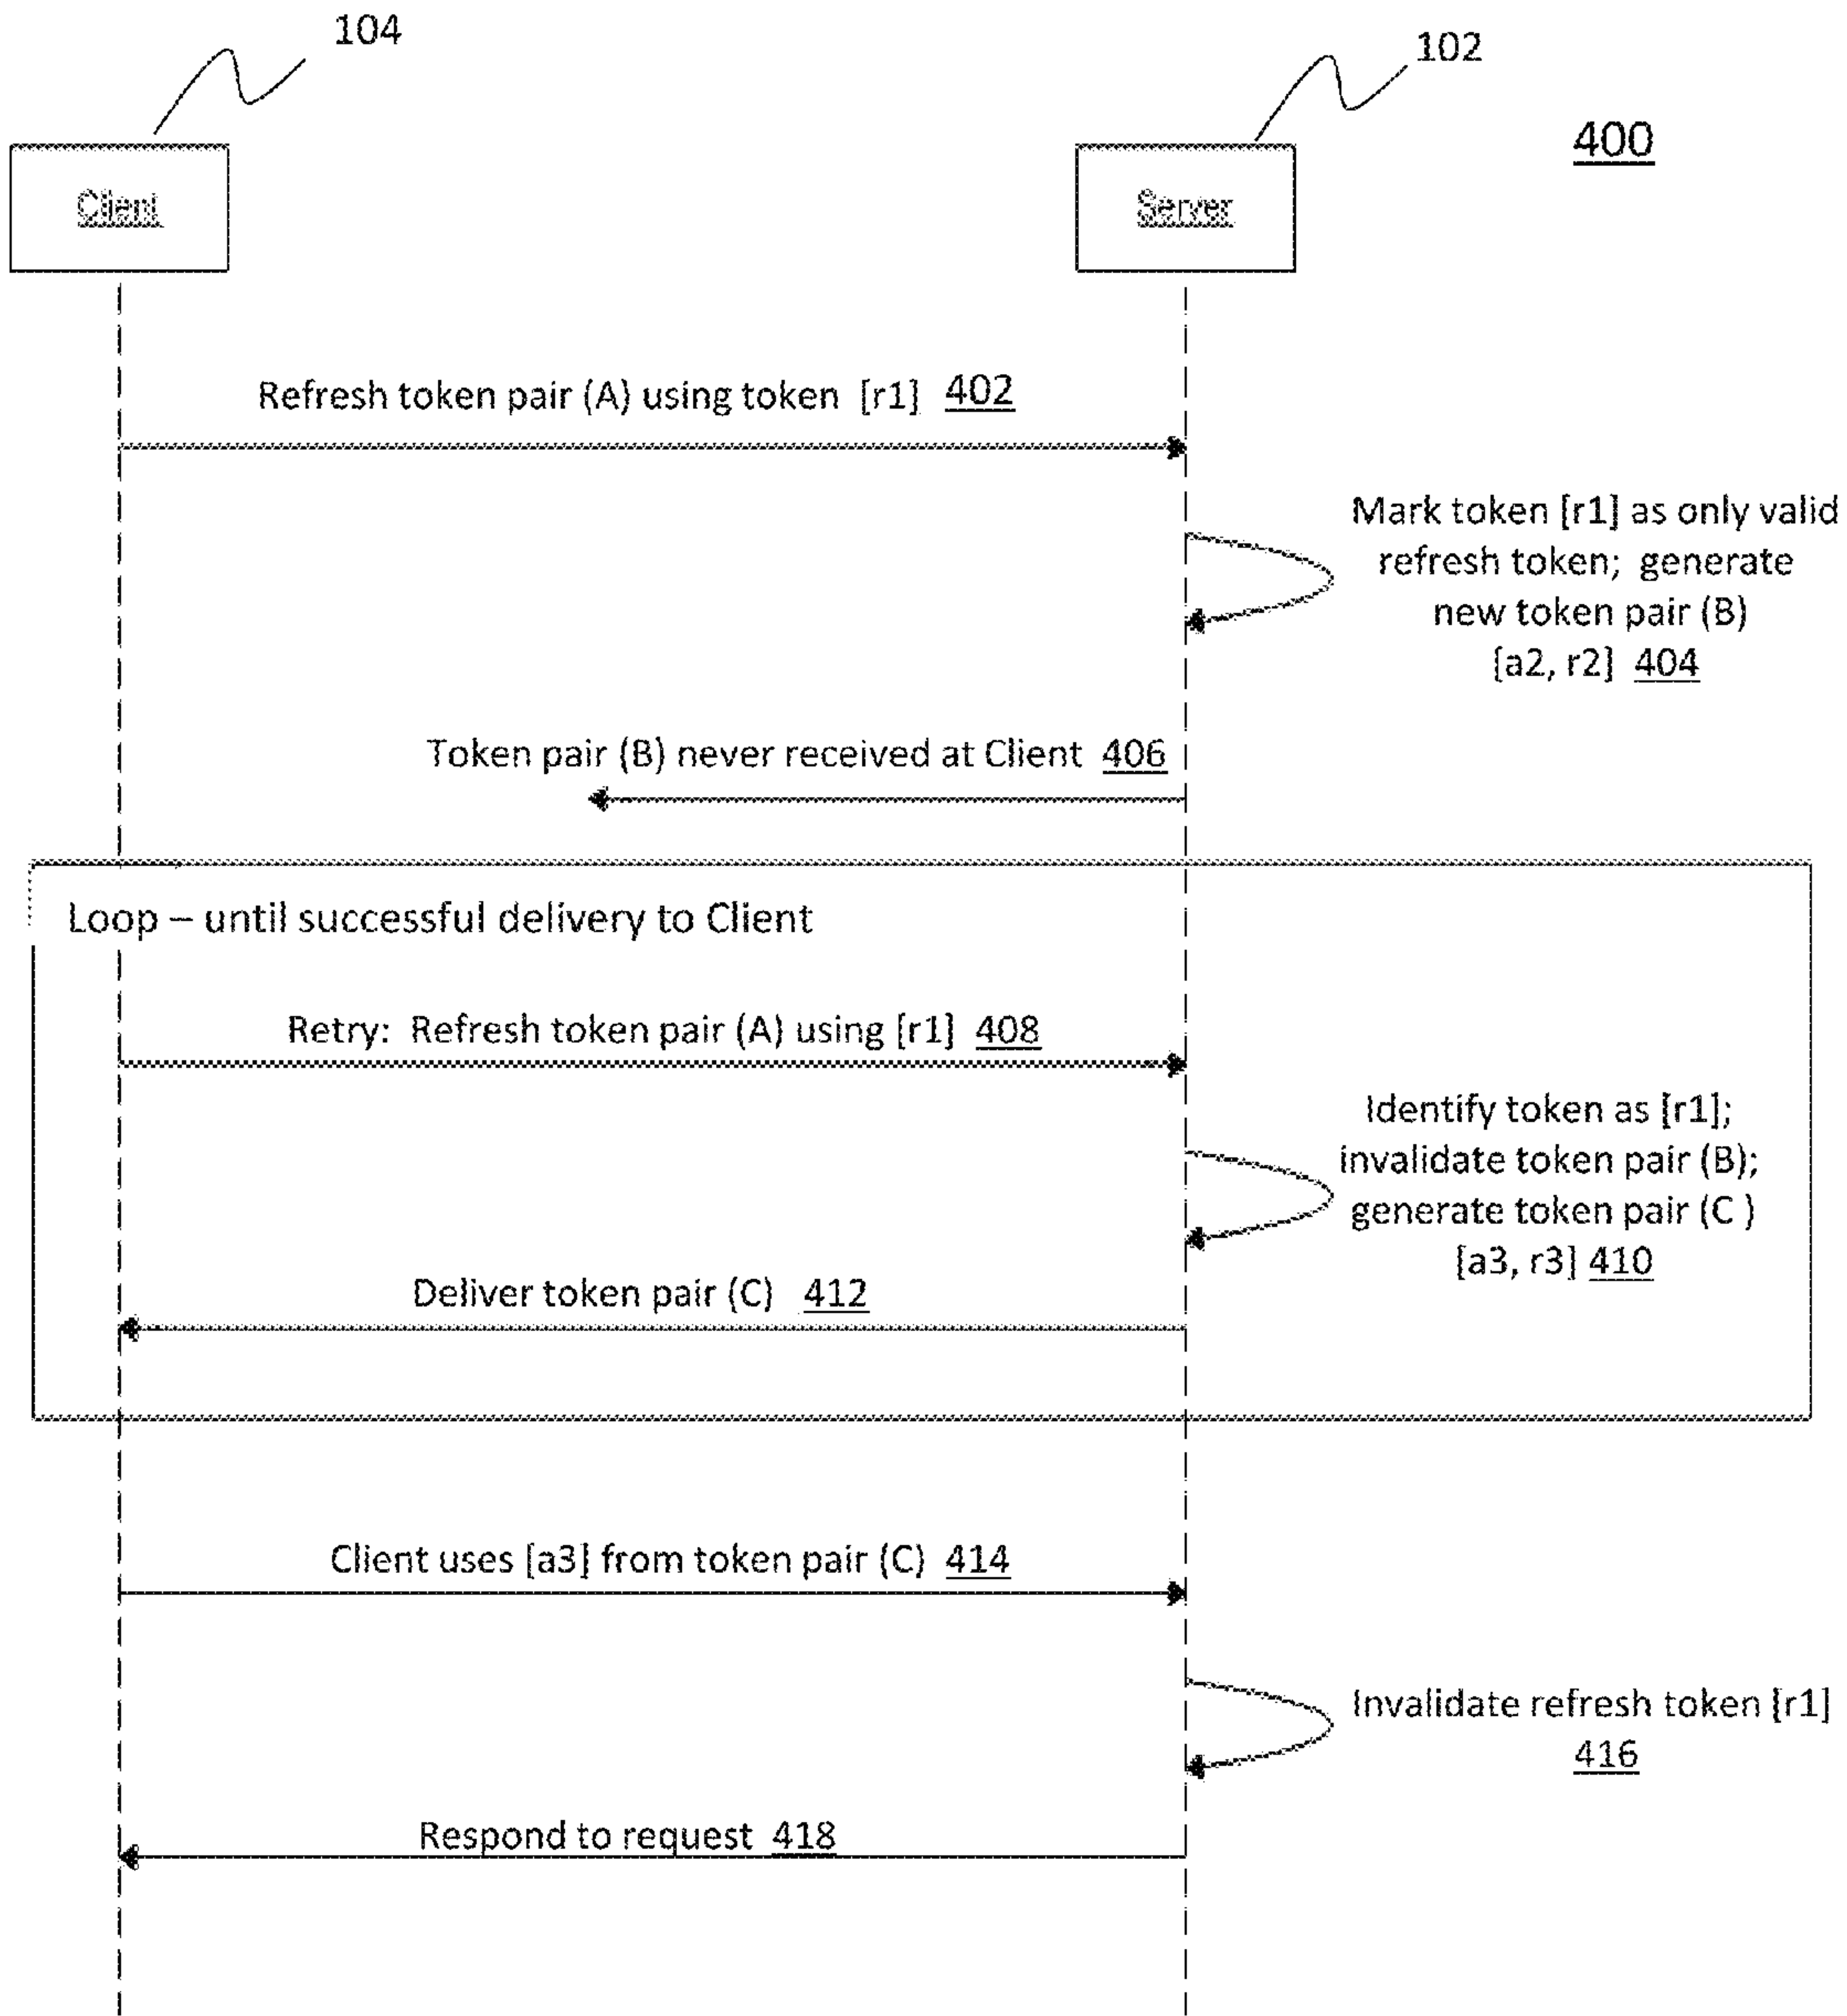 104
102
400
Client
Server
Refresh token pair (A) using token [r1] 402
Mark token [r1] as only valid
refresh token; generate
new token pair (B)
[a2, r2] 404
Token pair (B) never received at Client 406
Loop – until successful delivery to Client
Retry: Refresh token pair (A) using [r1] 408
Identify token as [r1];
invalidate token pair (B);
generate token pair (C )
[a3, r3] 410
Deliver token pair (C) 412
Client uses [a3] from token pair (C) 414
Invalidate refresh token [r1]
416
Respond to request 418